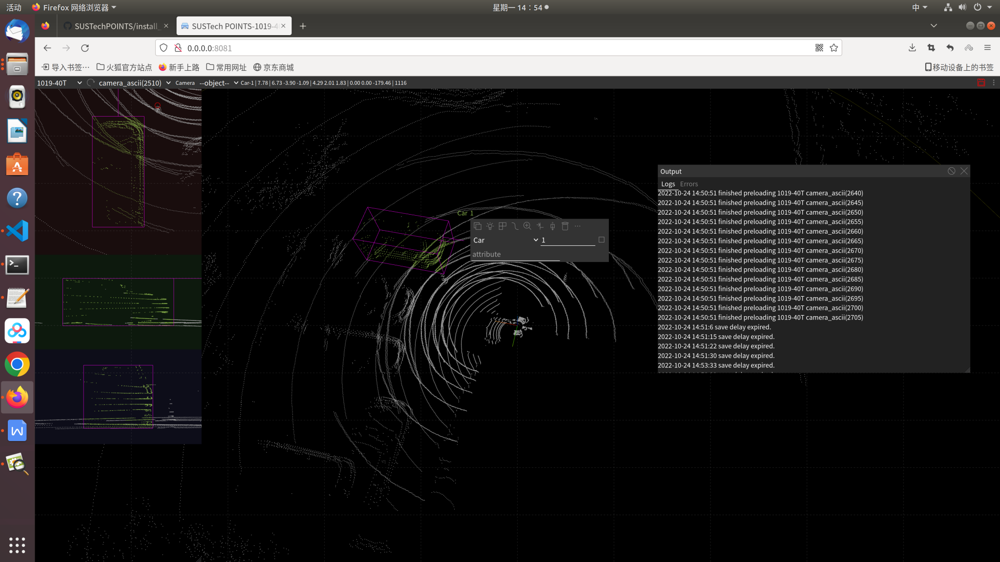 活动
Firefox 网络浏览器
星期一 14：54
中
SUSTechPOINTS/install_
SUSTech POINTS-1019-4
0.0.0.0:8081
导入书签…
火狐官方站点
新手上路
常用网址
京东商城
移动设备上的书签
1019-40T
camera_ascii(2510)
Camera
--object--
Car-1 | 7.78 | 6.73 -3.90 -1.09 | 4.29 2.01 1.83 | 0.00 0.00 -179.46 | 1116
Car 1
Car
1
attribute
Output
Logs Errors
2022-10-24 14:50:51 finished preloading 1019-40T camera_ascii(2640)
2022-10-24 14:50:51 finished preloading 1019-40T camera_ascii(2645)
2022-10-24 14:50:51 finished preloading 1019-40T camera_ascii(2650)
2022-10-24 14:50:51 finished preloading 1019-40T camera_ascii(2655)
2022-10-24 14:50:51 finished preloading 1019-40T camera_ascii(2660)
2022-10-24 14:50:51 finished preloading 1019-40T camera_ascii(2665)
2022-10-24 14:50:51 finished preloading 1019-40T camera_ascii(2670)
2022-10-24 14:50:51 finished preloading 1019-40T camera_ascii(2675)
2022-10-24 14:50:51 finished preloading 1019-40T camera_ascii(2680)
2022-10-24 14:50:51 finished preloading 1019-40T camera_ascii(2685)
2022-10-24 14:50:51 finished preloading 1019-40T camera_ascii(2690)
2022-10-24 14:50:51 finished preloading 1019-40T camera_ascii(2695)
2022-10-24 14:50:51 finished preloading 1019-40T camera_ascii(2700)
2022-10-24 14:50:51 finished preloading 1019-40T camera_ascii(2705)
2022-10-24 14:51:6 save delay expired.
2022-10-24 14:51:15 save delay expired.
2022-10-24 14:51:22 save delay expired.
2022-10-24 14:51:30 save delay expired.
2022-10-24 14:53:33 save delay expired.